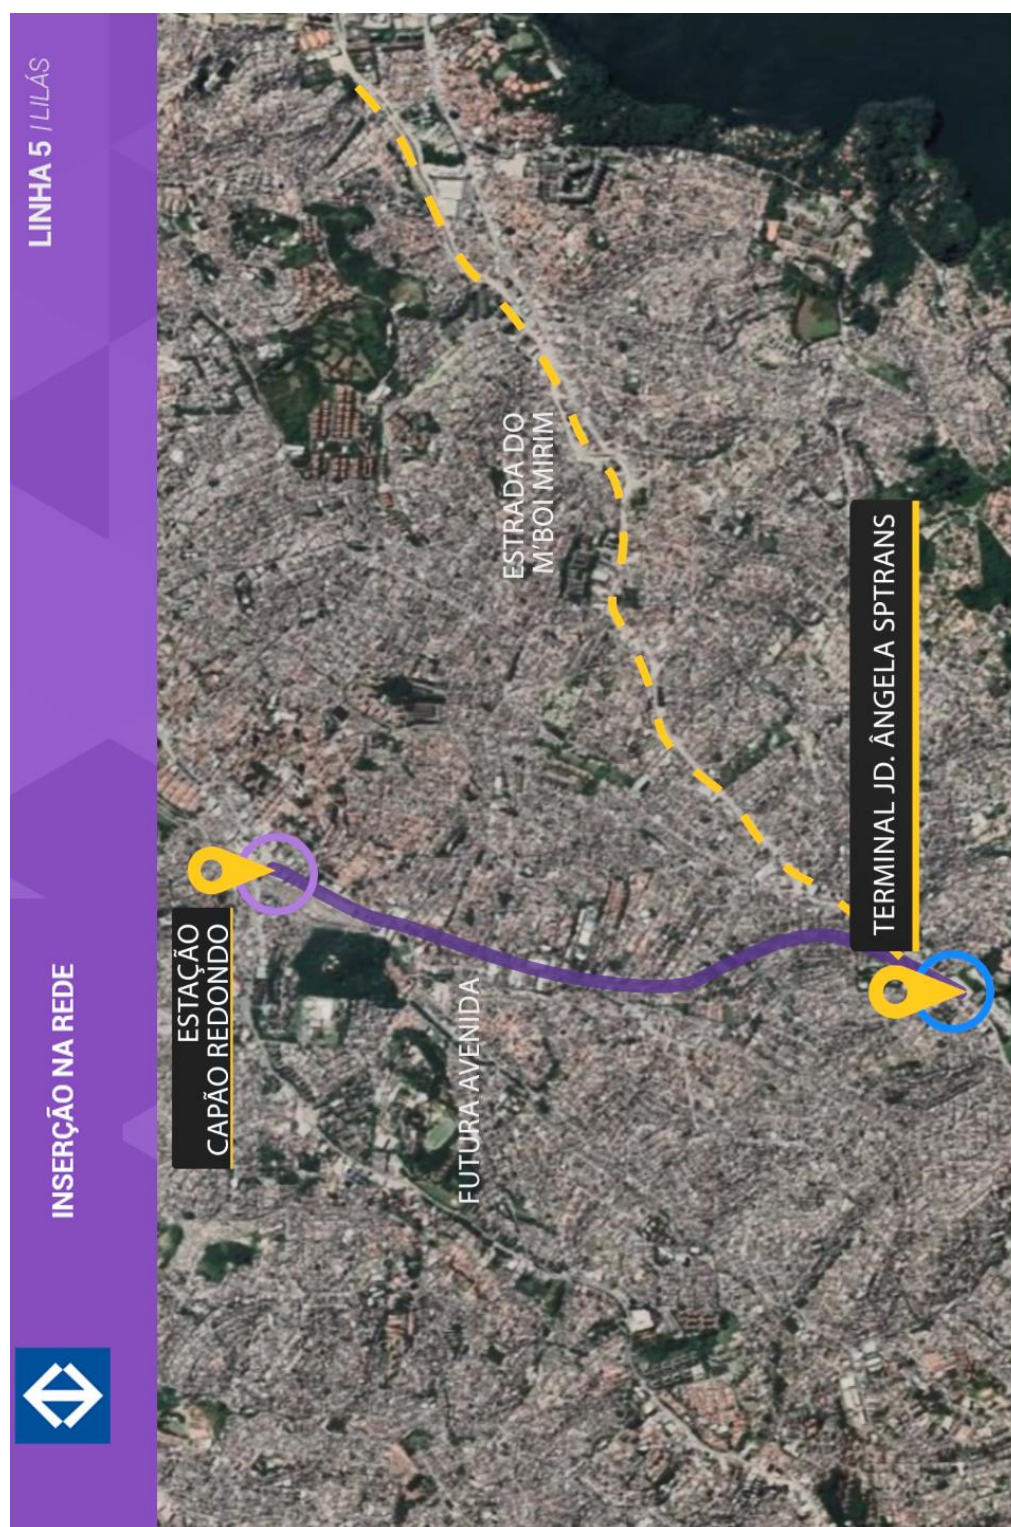 INSERÇÃO NA REDE
LINHA 5 | LILÁS
ESTAÇÃO
CAPÃO REDONDO
FUTURA AVENIDA
ESTRADA DO
M'BOI MIRIM
TERMINAL JD. ÂNGELA SPTRANS